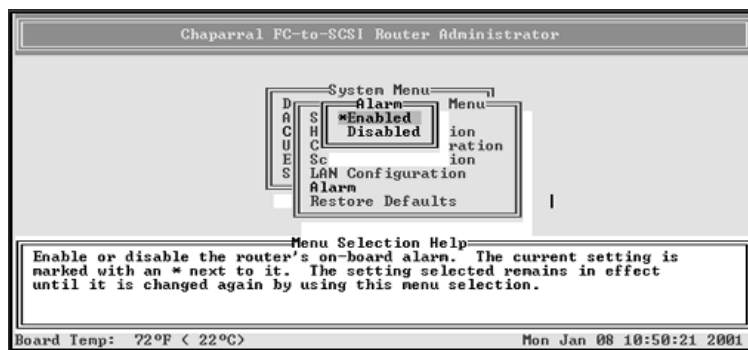 Chaparral FC-to-SCSI Router Administrator
System Menu
D Alarm Menu
A S *Enabled
C H Disabled ion
U C ration
E Sc ion
S LAN Configuration
Alarm
Restore Defaults
Menu Selection Help
Enable or disable the router's on-board alarm. The current setting is
marked with an * next to it. The setting selected remains in effect
until it is changed again by using this menu selection.
Board Temp: 72ºF ( 22ºC) Mon Jan 08 10:50:21 2001